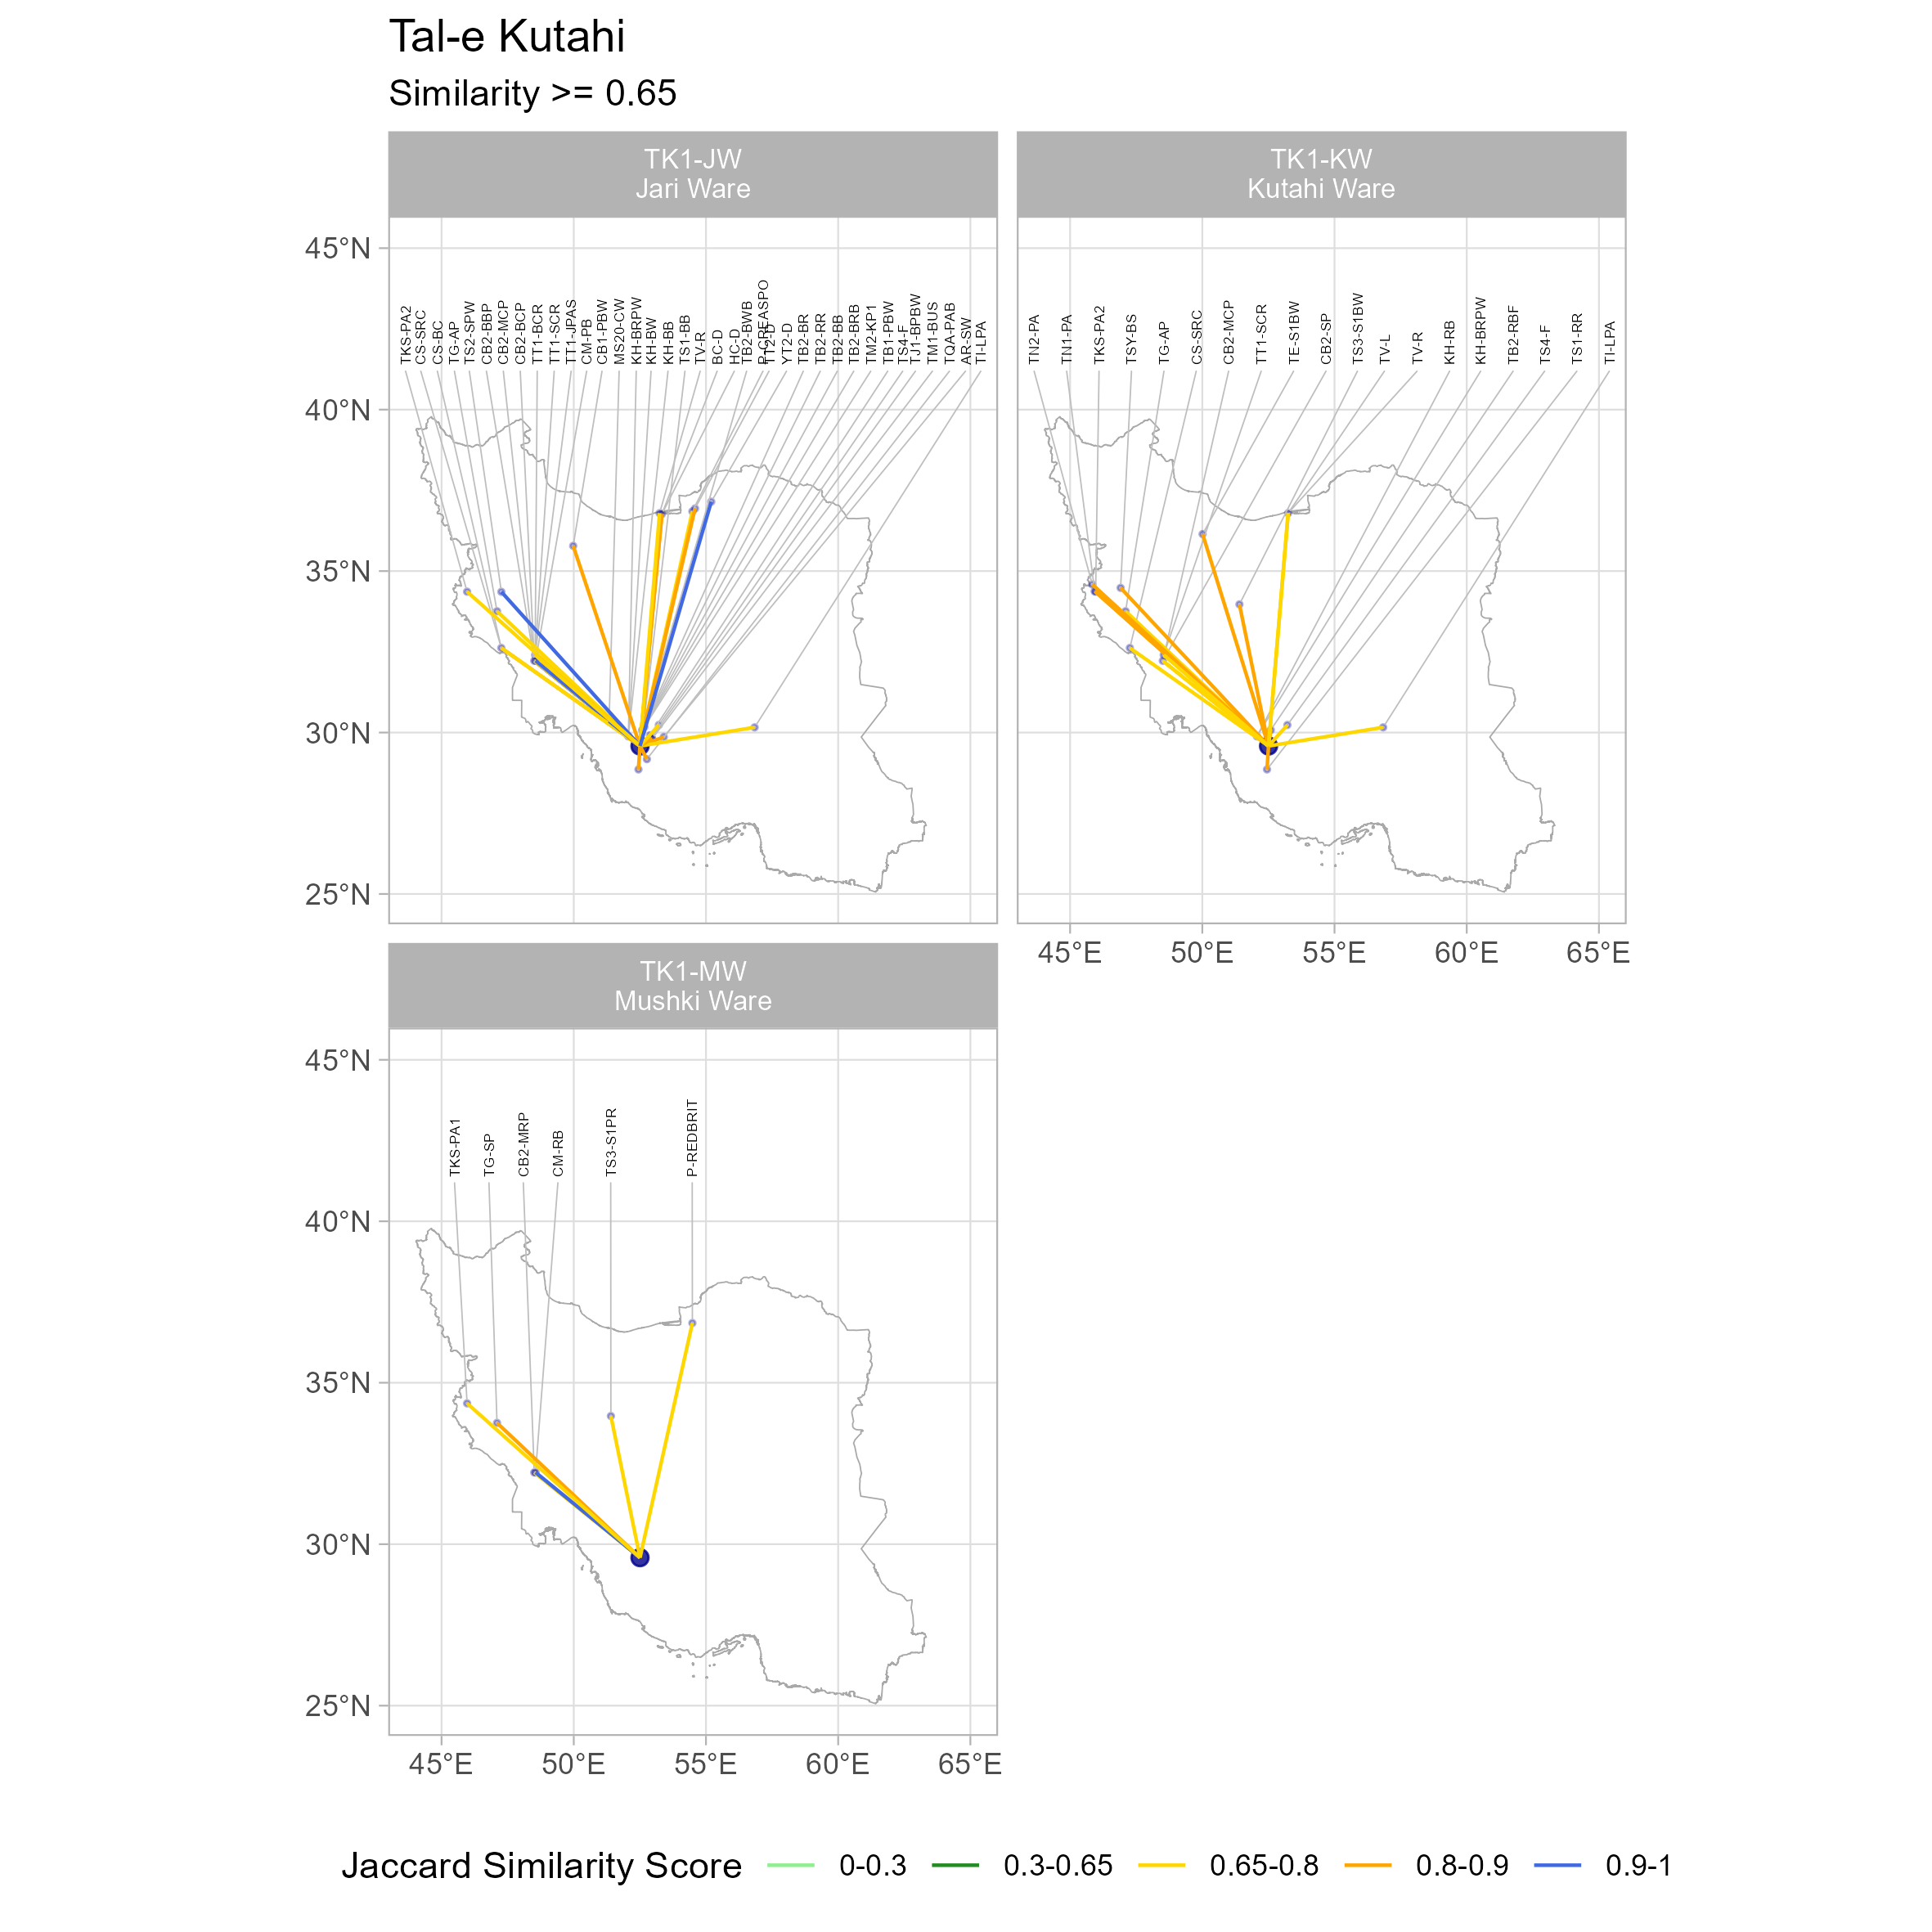 Tal-e Kutahi
Similarity >= 0.65
TK1-JW
Jari Ware
TK1-KW
Kutahi Ware
45°N
40°N
35°N
30°N
25°N
TKS-PA2
CS-SRC
CS-BC
TG-AP
TS2-SPW
CB2-BBP
CB2-MCP
CB2-BCP
TT1-BCR
TT1-SCR
TT1-JPAS
CM-PB
CB1-PBW
MS20-CW
KH-BRPW
KH-BW
KH-BB
TS1-BB
TV-R
BC-D
HC-D
TB2-BWB
YT2-D
TB2-BR
TB2-RR
TB2-BB
TB2-BRB
TM2-KP1
TB1-PBW
TS4-F
TJ1-BPBW
TM1-BUS
TQA-PAB
AR-SW
TI-LPA
TN2-PA
TN1-PA
TKS-PA2
TSY-BS
TG-AP
CS-SRC
CB2-MCP
TT1-SCR
TE-S1BW
CB2-SP
TS3-S1BW
TV-L
TV-R
KH-RB
KH-BRPW
TB2-RBF
TS4-F
TS1-RR
TI-LPA
45°E
50°E
55°E
60°E
65°E
TK1-MW
Mushki Ware
45°N
40°N
35°N
30°N
25°N
TKS-PA1
TG-SP
CB2-MRP
CM-RB
TS3-S1PR
P-REDBRIT
45°E
50°E
55°E
60°E
65°E
Jaccard Similarity Score
0-0.3
0.3-0.65
0.65-0.8
0.8-0.9
0.9-1